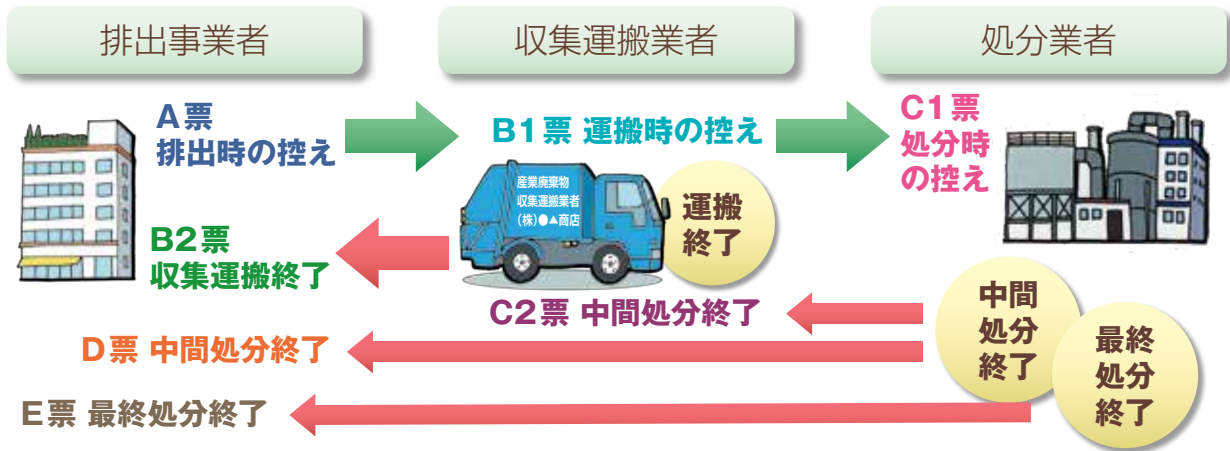 排出事業者
収集運搬業者
処分業者
A票
排出時の控え
B1票 運搬時の控え
C1票
処分時
の控え
産業廃棄物
収集運搬業者
(株)●▲商店
運搬
終了
B2票
収集運搬終了
C2票 中間処分終了
中間
処分
終了
D票 中間処分終了
最終
処分
終了
E票 最終処分終了